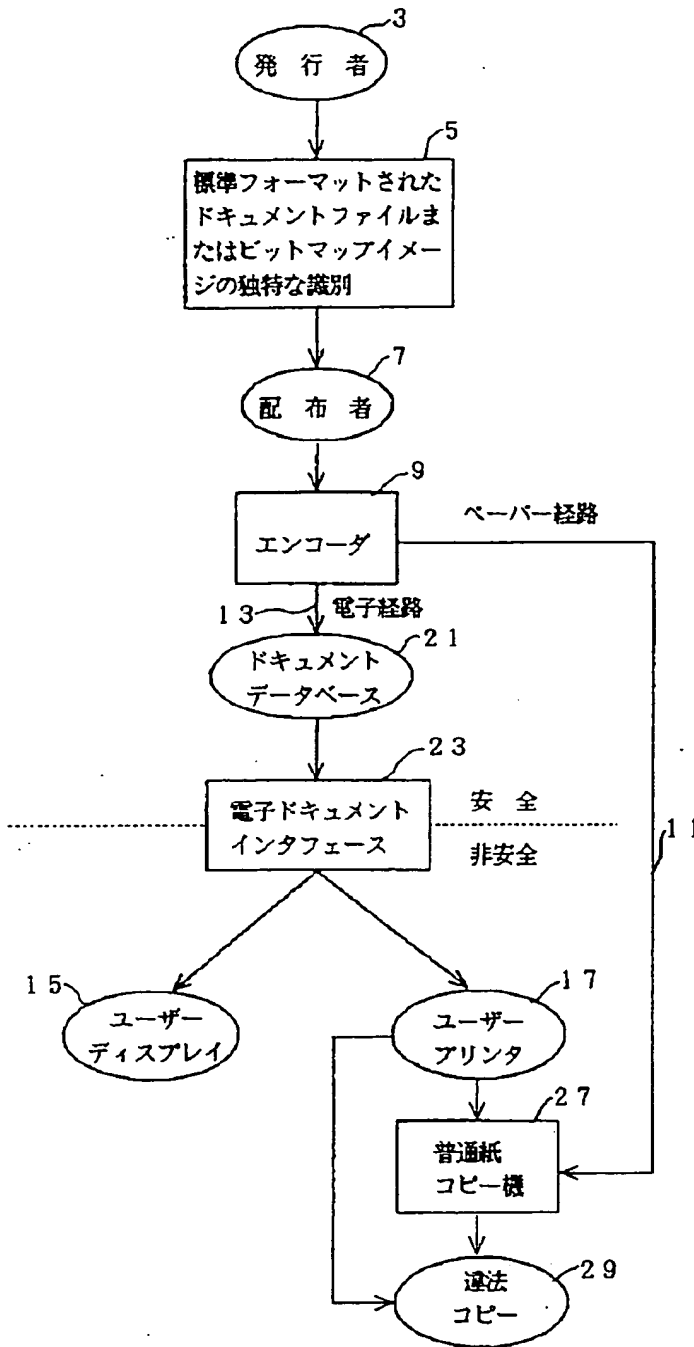 3
発 行 者
5
標準フォーマットされた
ドキュメントファイルま
たはビットマップイメー
ジの独特な識別
7
配 布 者
9
エンコーダ
ペーパー経路
13
電子経路
21
ドキュメント
データベース
23
電子ドキュメント
インタフェース
安 全
非安全
11
15
ユーザー
ディスプレイ
17
ユーザー
プリンタ
27
普通紙
コピー機
29
違法
コピー